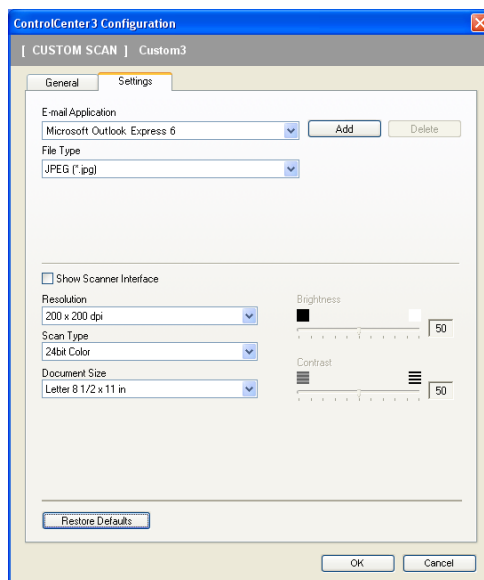 ControlCenter3 Configuration
[ CUSTOM SCAN ] Custom3
General Settings
E-mail Application
Microsoft Outlook Express 6 Add Delete
File Type
JPEG (*.jpg)
Show Scanner Interface
Resolution Brightness
200 x 200 dpi 50
Scan Type
24bit Color
Contrast
Document Size
Letter 8 1/2 x 11 in 50
Restore Defaults
OK Cancel